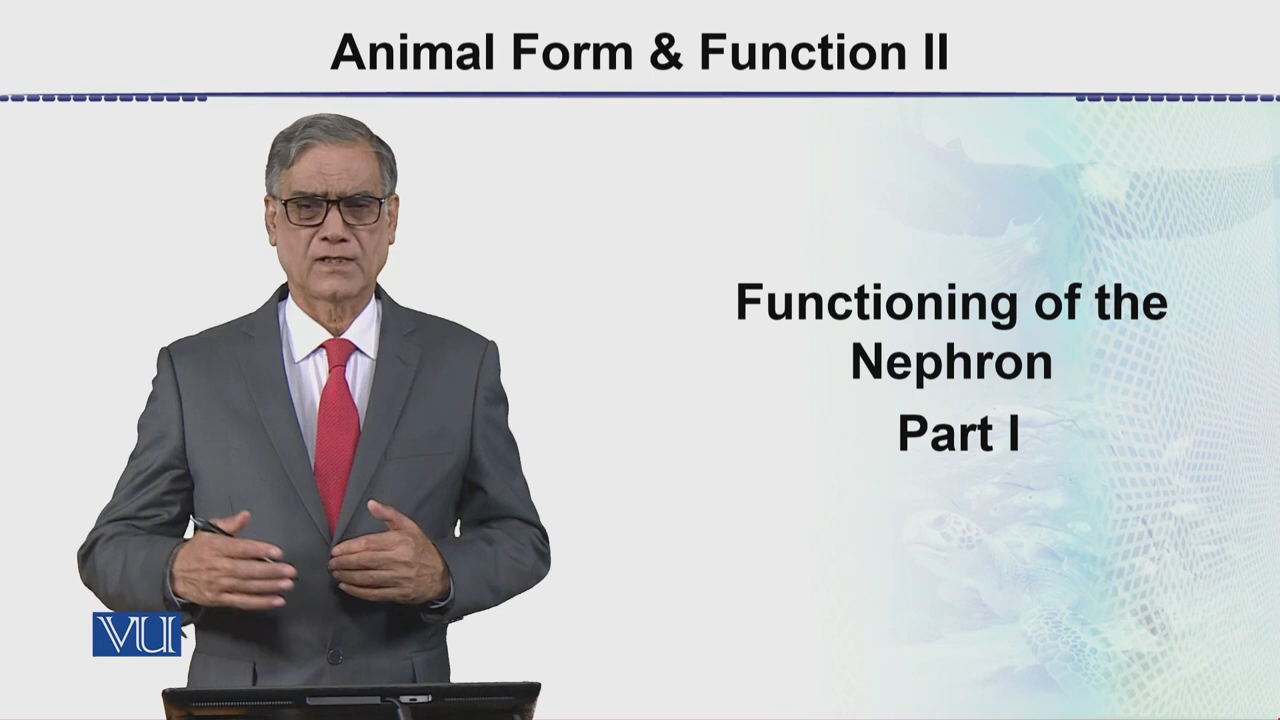 Animal Form & Function II
Functioning of the
Nephron
Part I
VU